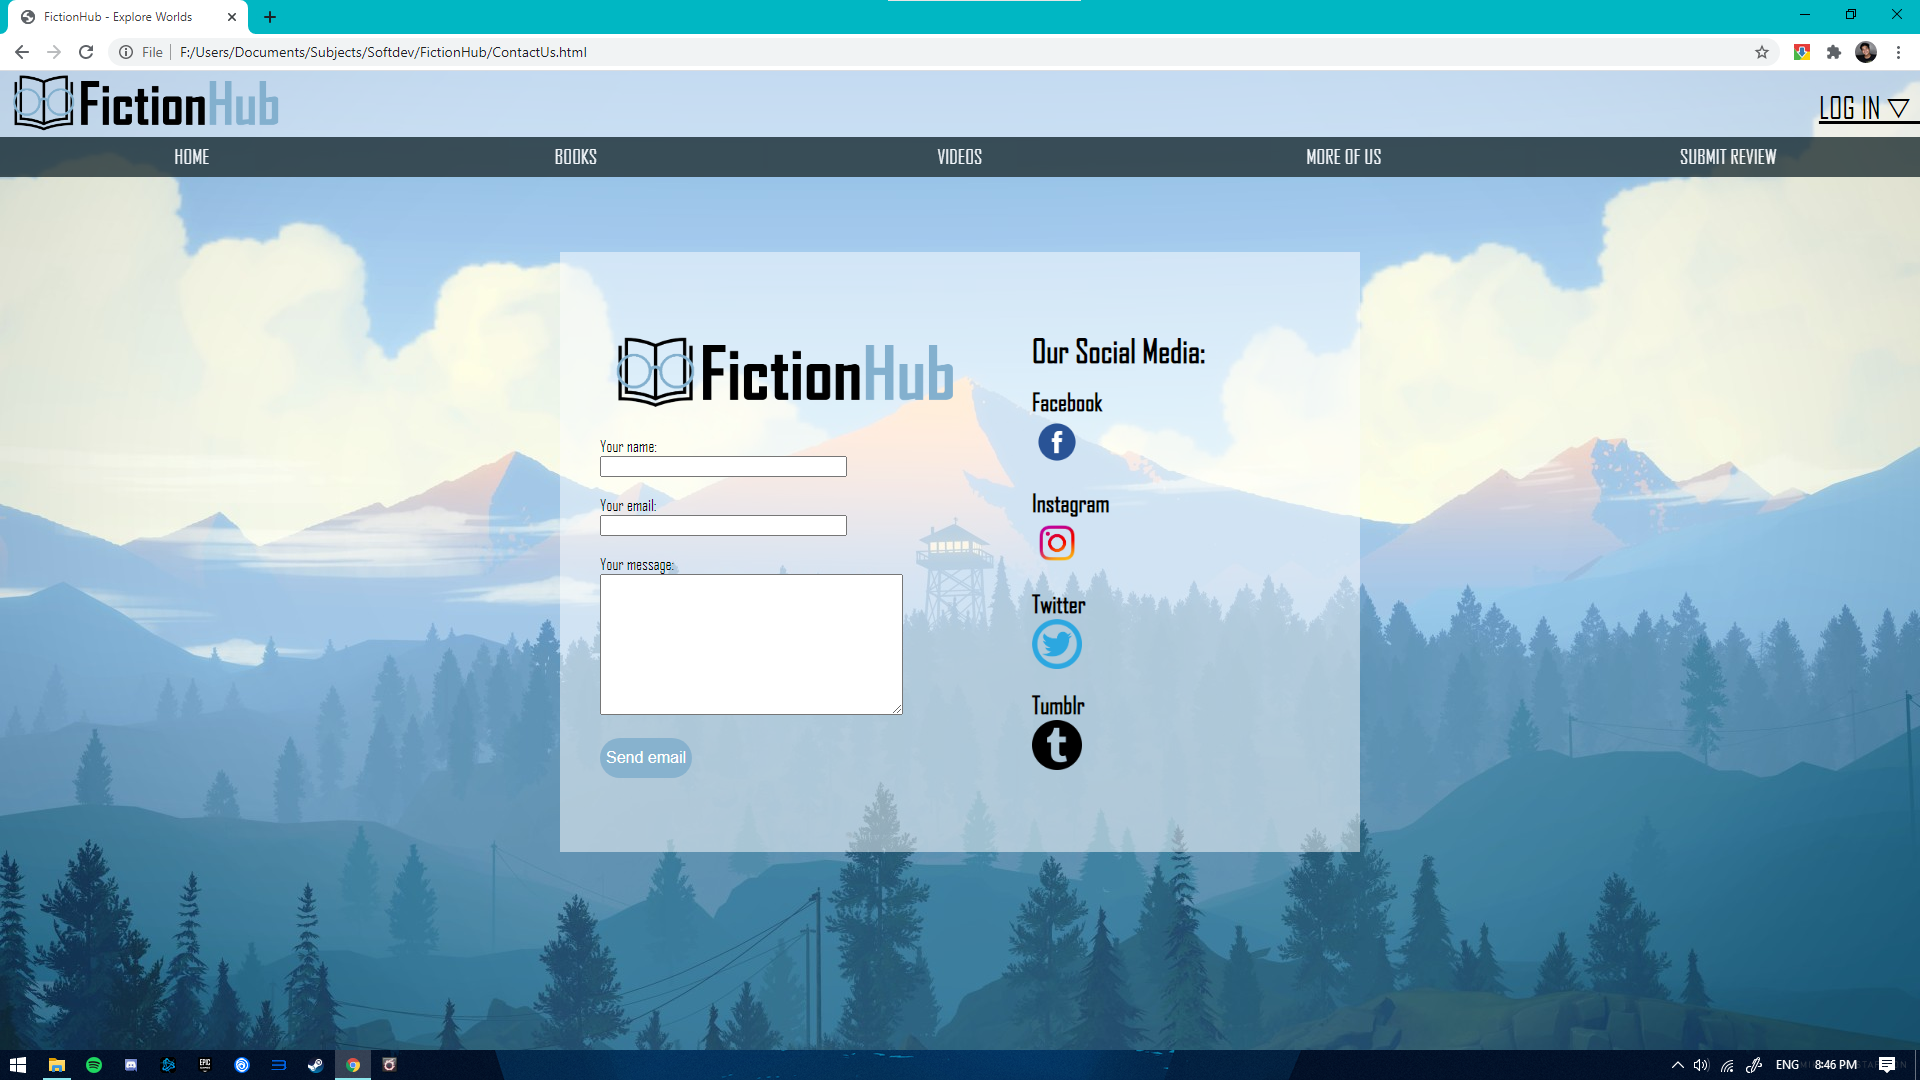 FictionHub - Explore Worlds
File
F:/Users/Documents/Subjects/Softdev/FictionHub/ContactUs.html
FictionHub
LOG IN ▽
HOME BOOKS VIDEOS MORE OF US SUBMIT REVIEW
FictionHub
Your name:
Your email:
Your message:
Send email
Our Social Media:
Facebook
Instagram
Twitter
Tumblr
EPIC
ENG
8:46 PM